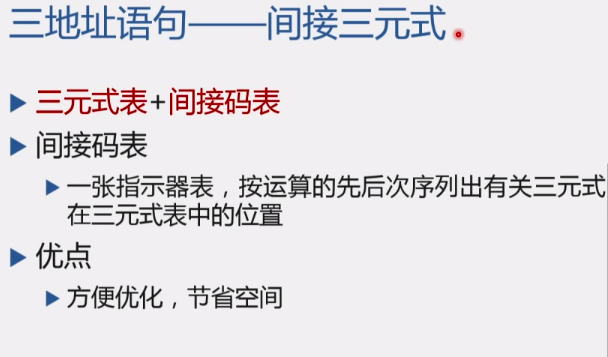 三地址语句——间接三元式
三元式表+间接码表
间接码表
一张指示器表，按运算的先后次序列出有关三元式
在三元式表中的位置
优点
方便优化，节省空间